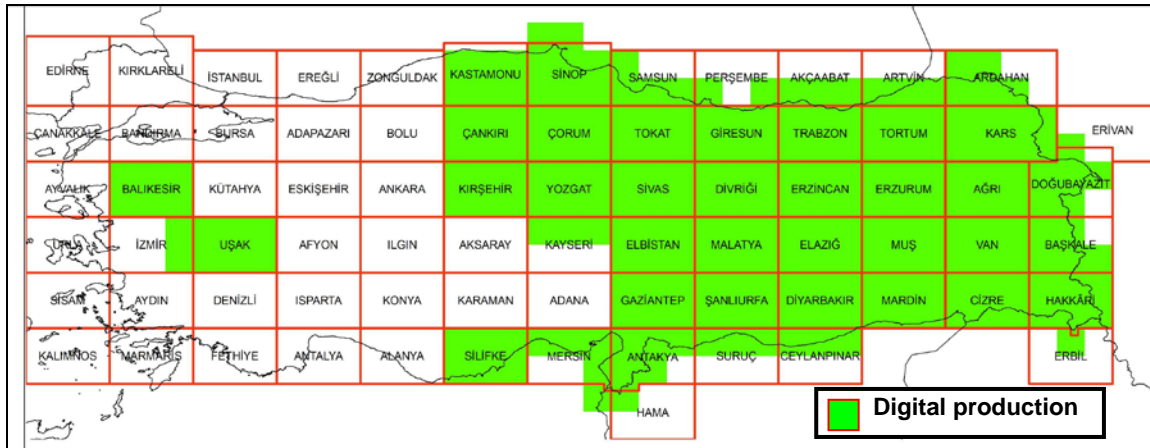 EDİRNE
KIRKLARELİ
İSTANBUL
EREĞLİ
ZONGULDAK
KASTAMONU
SİNOP
SAMSUN
PERŞEMBE
AKÇAABAT
ARTVİN
ARDAHAN
ÇANAKKALE
BANDIRMA
BURSA
ADAPAZARI
BOLU
ÇANKIRI
ÇORUM
TOKAT
GİRESUN
TRABZON
TORTUM
KARS
ERİVAN
AYVALIK
BALIKESİR
KÜTAHYA
ESKİŞEHİR
ANKARA
KIRŞEHİR
YOZGAT
SİVAS
DİVRİĞİ
ERZİNCAN
ERZURUM
AĞRI
DOĞUBAYAZIT
URLA
İZMİR
UŞAK
AFYON
ILGIN
AKSARAY
KAYSERİ
ELBİSTAN
MALATYA
ELAZIĞ
MUŞ
VAN
BAŞKALE
SİSAM
AYDIN
DENİZLİ
ISPARTA
KONYA
KARAMAN
ADANA
GAZİANTEP
ŞANLIURFA
DİYARBAKIR
MARDİN
CİZRE
HAKKÂRİ
KALIMNOS
MARMARİS
FETHİYE
ANTALYA
ALANYA
SİLİFKE
MERSİN
ANTAKYA
SURUÇ
CEYLANPINAR
ERBİL
HAMA
Digital production